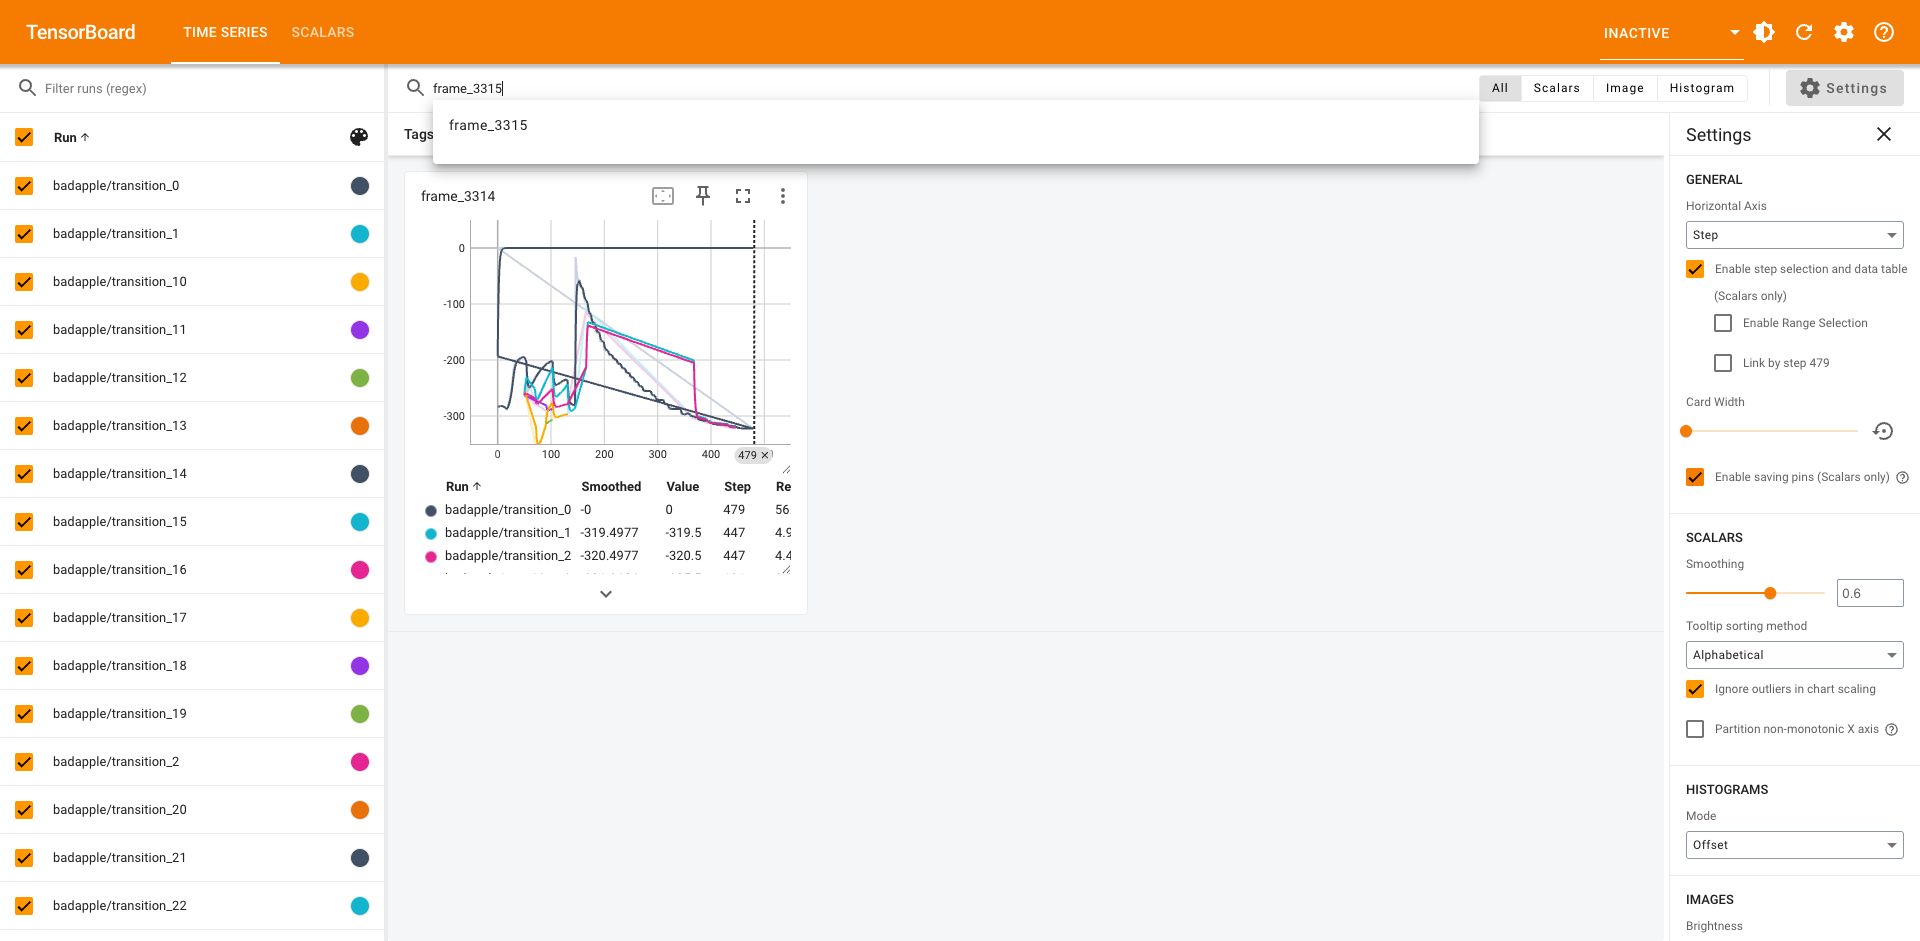 TensorBoard
TIME SERIES
SCALARS
INACTIVE
Filter runs (regex)
frame_3315
All
Scalars
Image
Histogram
Settings
frame_3315
Run
Tags
badapple/transition_0
badapple/transition_1
badapple/transition_10
badapple/transition_11
badapple/transition_12
badapple/transition_13
badapple/transition_14
badapple/transition_15
badapple/transition_16
badapple/transition_17
badapple/transition_18
badapple/transition_19
badapple/transition_2
badapple/transition_20
badapple/transition_21
badapple/transition_22
frame_3314
0
-100
-200
-300
0 100 200 300 400 479
Run Smoothed Value Step Re
badapple/transition_0 -0 0 479 56.
badapple/transition_1 -319.4977 -319.5 447 4.9
badapple/transition_2 -320.4977 -320.5 447 4.4
Settings
GENERAL
Horizontal Axis
Step
Enable step selection and data table
(Scalars only)
Enable Range Selection
Link by step 479
Card Width
Enable saving pins (Scalars only)
SCALARS
Smoothing
0.6
Tooltip sorting method
Alphabetical
Ignore outliers in chart scaling
Partition non-monotonic X axis
HISTOGRAMS
Mode
Offset
IMAGES
Brightness